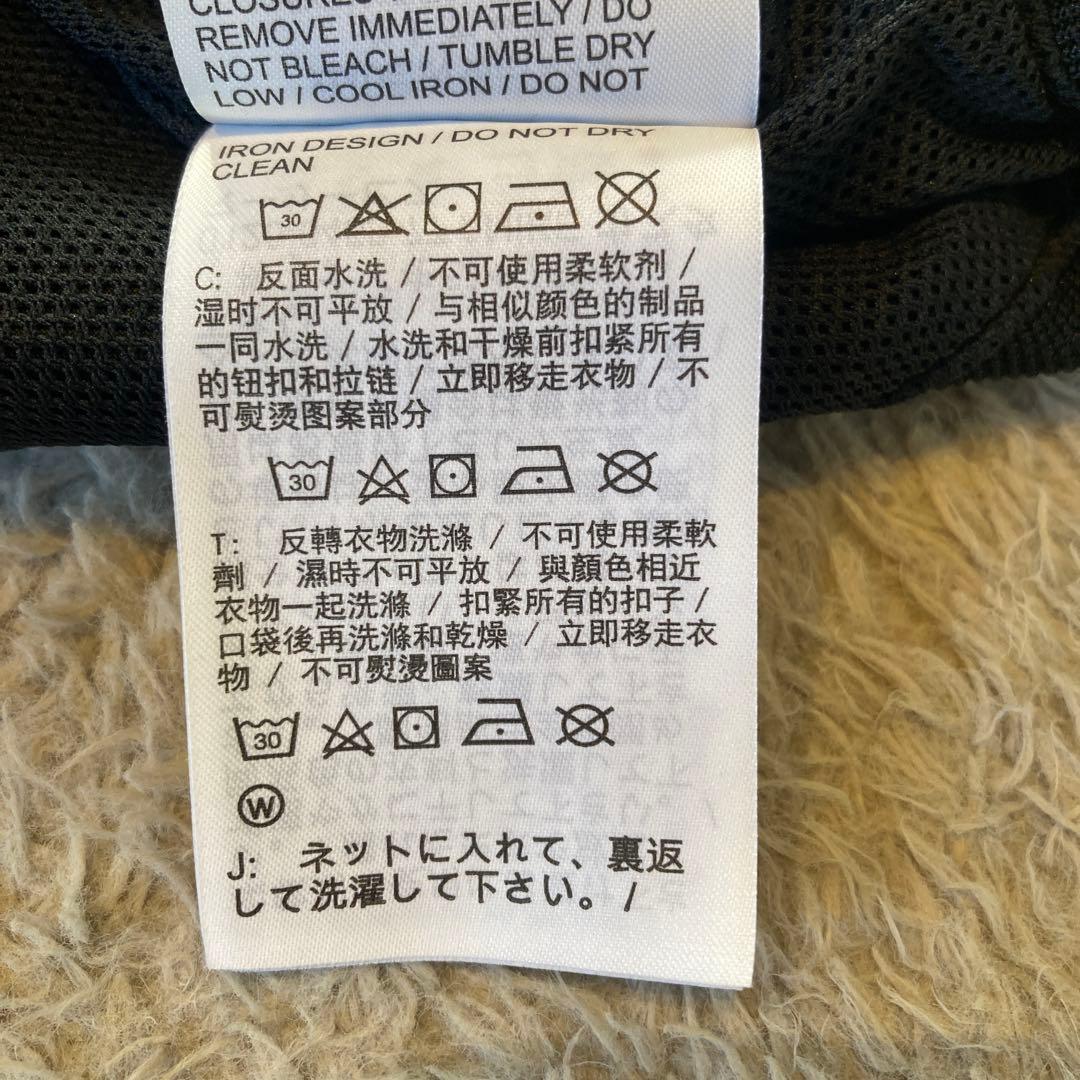 CLOSURES
REMOVE IMMEDIATELY / DO
NOT BLEACH / TUMBLE DRY
LOW / COOL IRON / DO NOT
IRON DESIGN / DO NOT DRY
CLEAN
30
C: 反面水洗 / 不可使用柔软剂 /
湿时不可平放 / 与相似颜色的制品
一同水洗 / 水洗和干燥前扣紧所有
的钮扣和拉链 / 立即移走衣物 / 不
可熨烫图案部分
30
T: 反轉衣物洗滌 / 不可使用柔軟
劑 / 濕時不可平放 / 與顏色相近
衣物一起洗滌 / 扣緊所有的扣子 /
口袋後再洗滌和乾燥 / 立即移走衣
物 / 不可熨燙圖案
30
W
J: ネットに入れて、裏返
して洗濯して下さい。 /